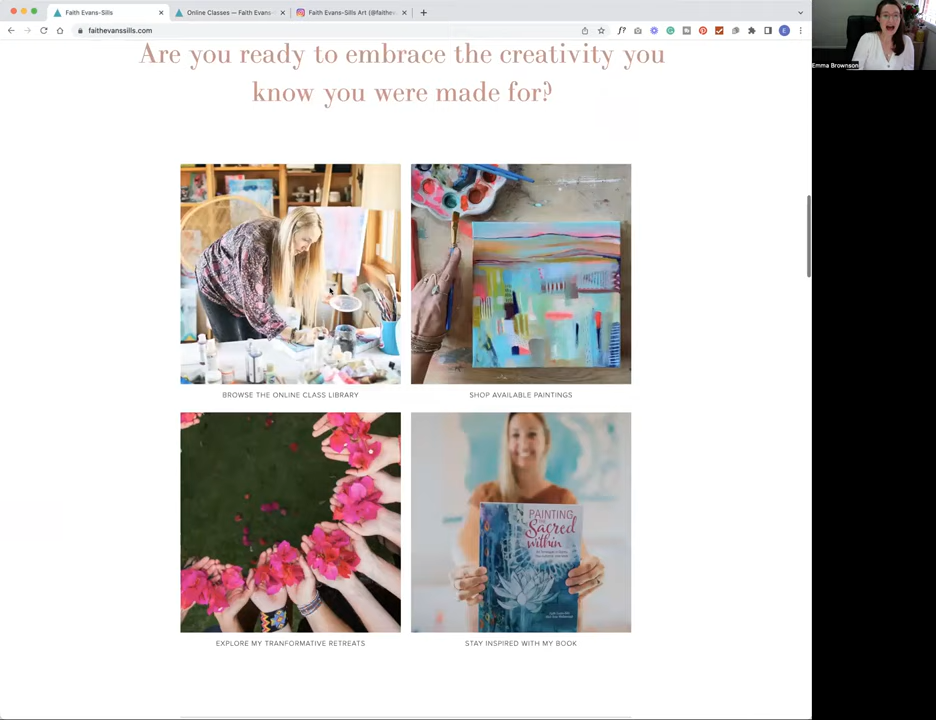 Faith Evans-Sills
Online Classes — Faith Evans-
Faith Evans-Sills Art (@faithe
faithevanssills.com
Emma Brownson
Are you ready to embrace the creativity you
know you were made for?
BROWSE THE ONLINE CLASS LIBRARY
SHOP AVAILABLE PAINTINGS
PAINTING
Sacred
within
EXPLORE MY TRANFORMATIVE RETREATS
STAY INSPIRED WITH MY BOOK